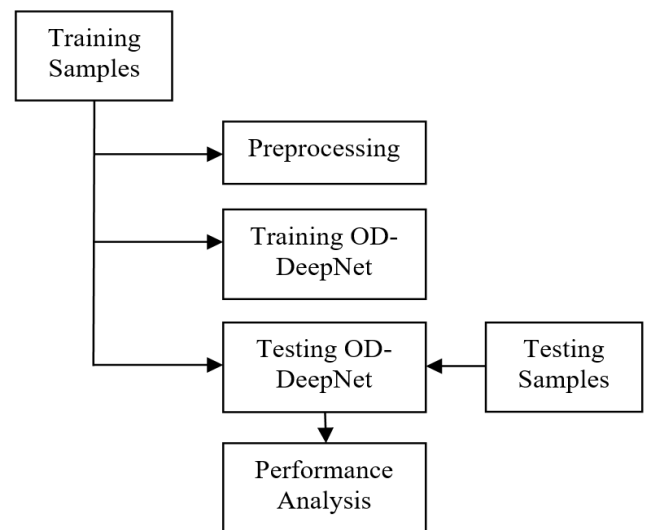 Training
Samples
Preprocessing
Training OD-
DeepNet
Testing OD-
DeepNet
Testing
Samples
Performance
Analysis